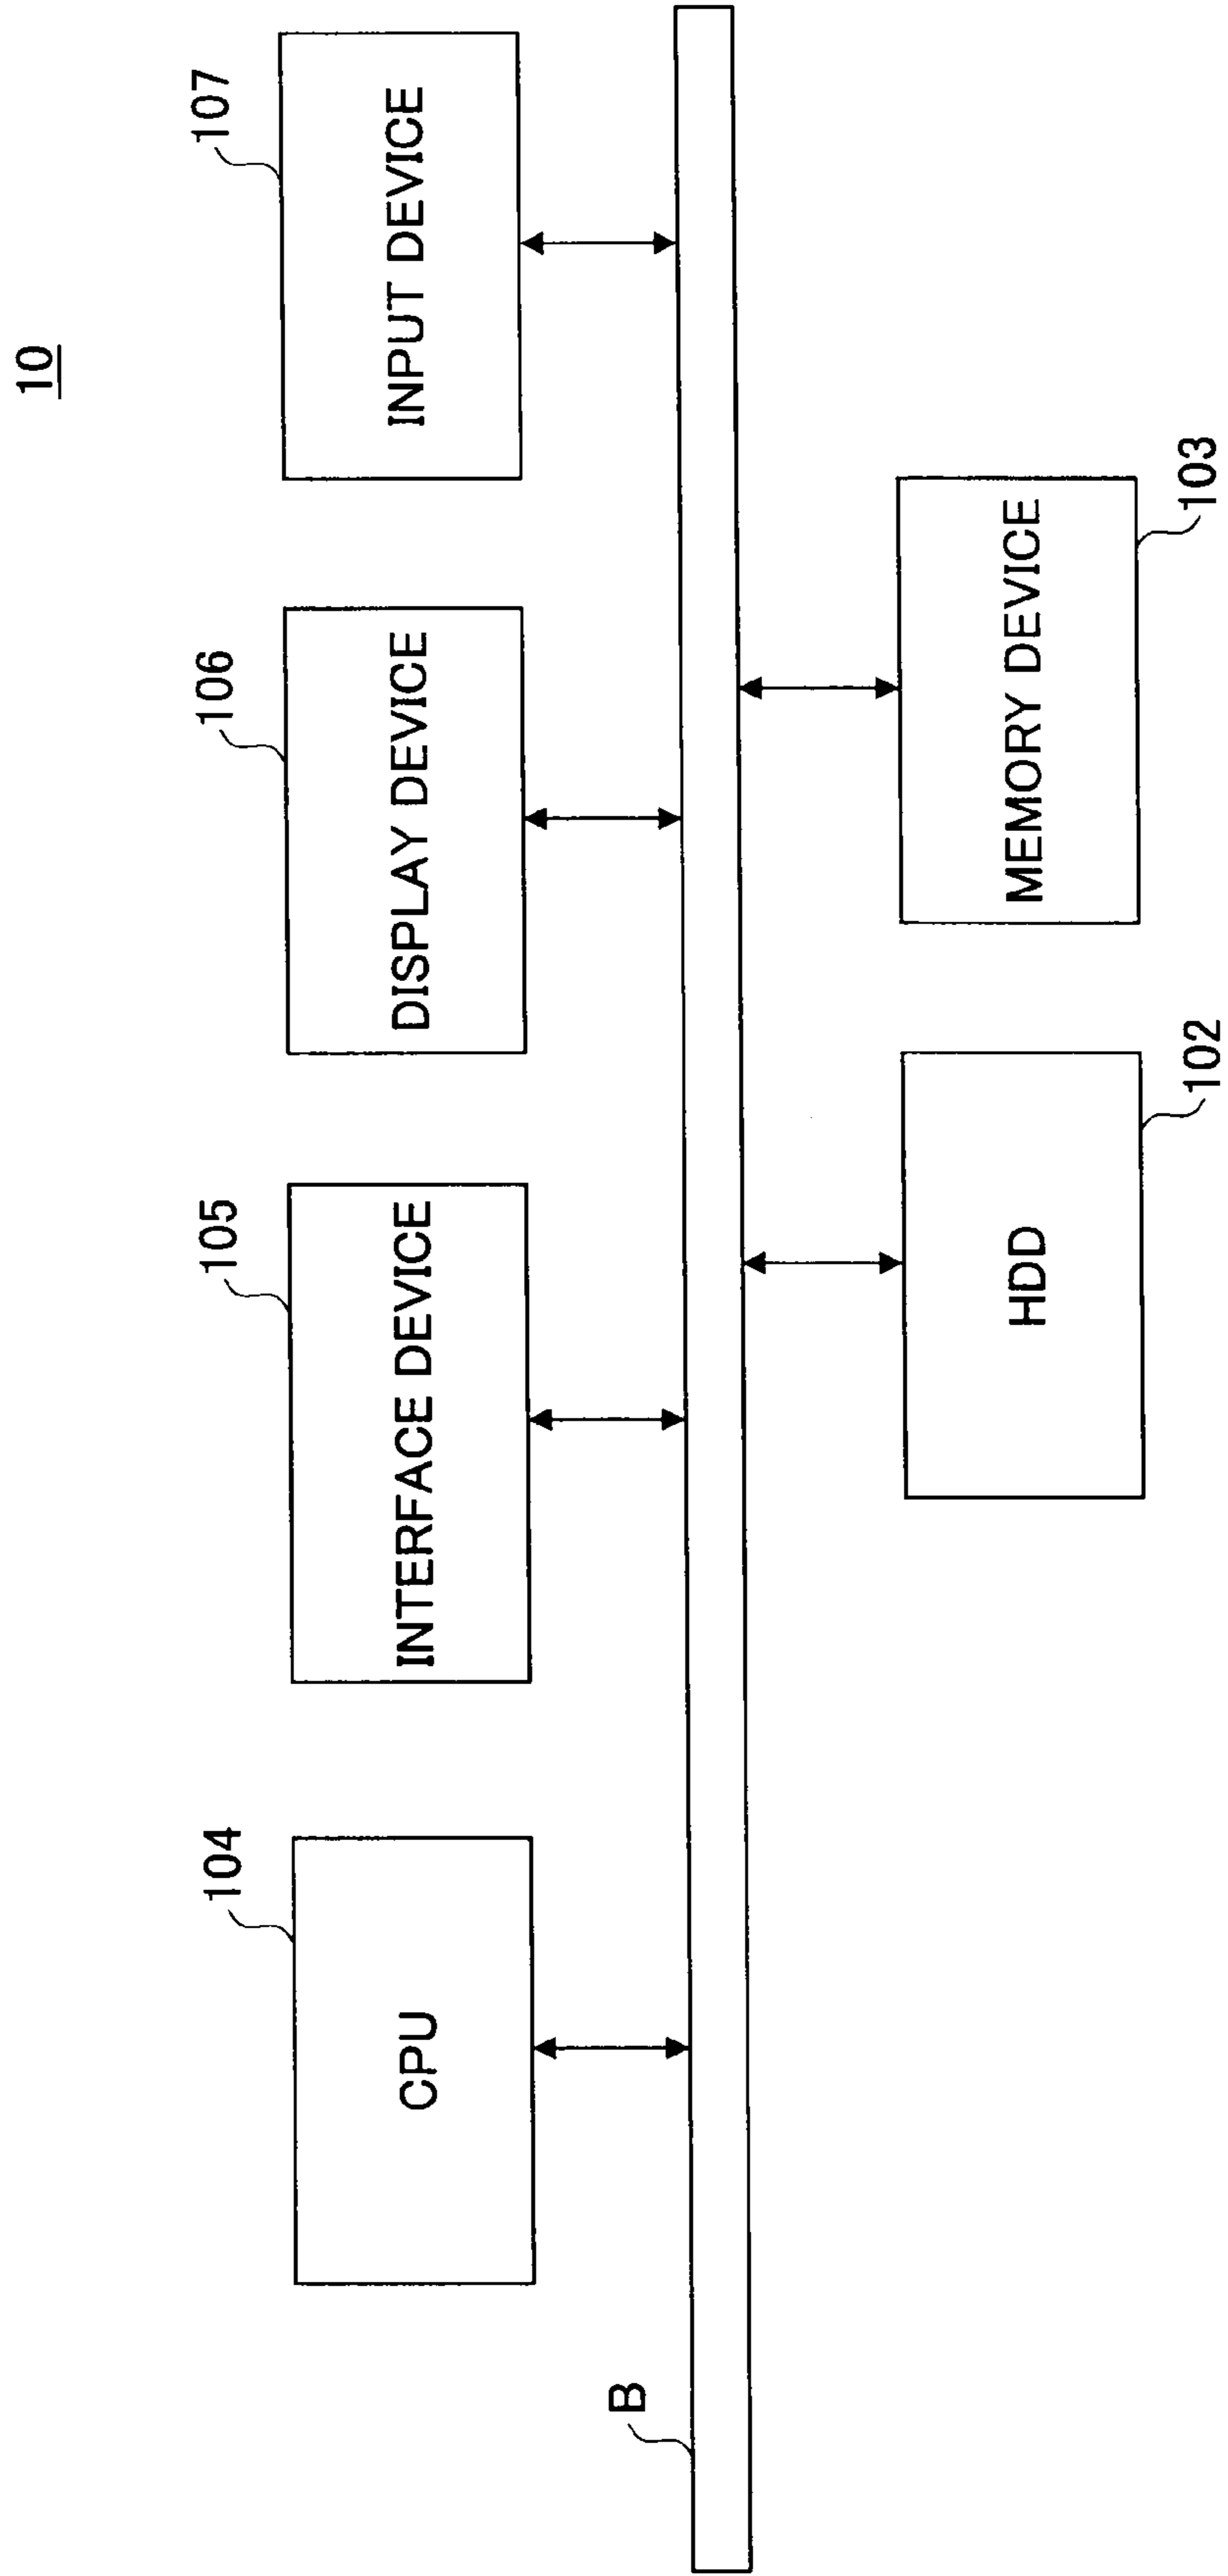 10
104
105
106
107
CPU
INTERFACE DEVICE
DISPLAY DEVICE
INPUT DEVICE
B
HDD
MEMORY DEVICE
102
103